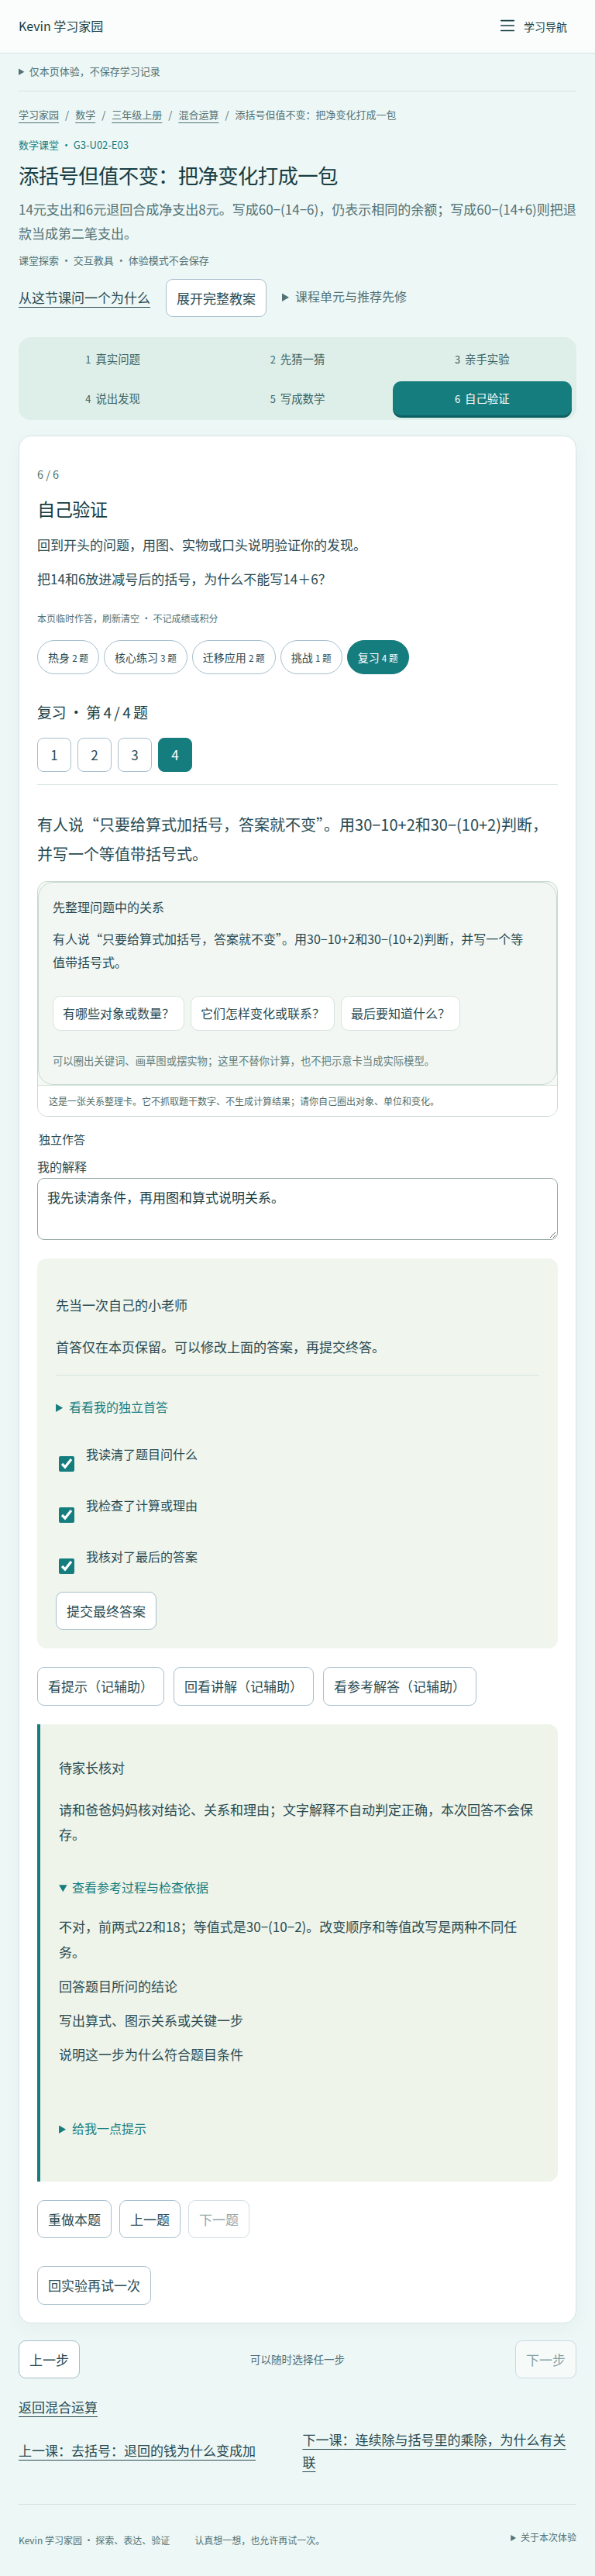 Kevin 学习家园
学习导航
仅本页体验，不保存学习记录
学习家园 / 数学 / 三年级上册 / 混合运算 / 添括号但值不变：把净变化打成一包
数学课堂 · G3-U02-E03
添括号但值不变：把净变化打成一包
14元支出和6元退回合成净支出8元。写成60−(14−6)，仍表示相同的余额；写成60−(14+6)则把退
款当成第二笔支出。
课堂探索 · 交互教具 · 体验模式不会保存
从这节课问一个为什么
展开完整教案
课程单元与推荐先修
1 真实问题
2 先猜一猜
3 亲手实验
4 说出发现
5 写成数学
6 自己验证
6 / 6
自己验证
回到开头的问题，用图、实物或口头说明验证你的发现。
把14和6放进减号后的括号，为什么不能写14＋6？
本页临时作答，刷新清空 · 不记成绩或积分
热身 2 题
核心练习 3 题
迁移应用 2 题
挑战 1 题
复习 4 题
复习 · 第 4 / 4 题
1
2
3
4
有人说“只要给算式加括号，答案就不变”。用30−10+2和30−(10+2)判断，
并写一个等值带括号式。
先整理问题中的关系
有人说“只要给算式加括号，答案就不变”。用30−10+2和30−(10+2)判断，并写一个等
值带括号式。
有哪些对象或数量？
它们怎样变化或联系？
最后要知道什么？
可以圈出关键词、画草图或摆实物；这里不替你计算，也不把示意卡当成实际模型。
这是一张关系整理卡。它不抓取题干数字、不生成计算结果；请你自己圈出对象、单位和变化。
独立作答
我的解释
我先读清条件，再用图和算式说明关系。
先当一次自己的小老师
首答仅在本页保留。可以修改上面的答案，再提交终答。
看看我的独立首答
我读清了题目问什么
我检查了计算或理由
我核对了最后的答案
提交最终答案
看提示（记辅助）
回看讲解（记辅助）
看参考解答（记辅助）
待家长核对
请和爸爸妈妈核对结论、关系和理由；文字解释不自动判定正确，本次回答不会保
存。
查看参考过程与检查依据
不对，前两式22和18；等值式是30−(10−2)。改变顺序和等值改写是两种不同任
务。
回答题目所问的结论
写出算式、图示关系或关键一步
说明这一步为什么符合题目条件
给我一点提示
重做本题
上一题
下一题
回实验再试一次
上一步
可以随时选择任一步
下一步
返回混合运算
上一课：去括号：退回的钱为什么变成加
下一课：连续除与括号里的乘除，为什么有关
联
Kevin 学习家园 · 探索、表达、验证
认真想一想，也允许再试一次。
关于本次体验